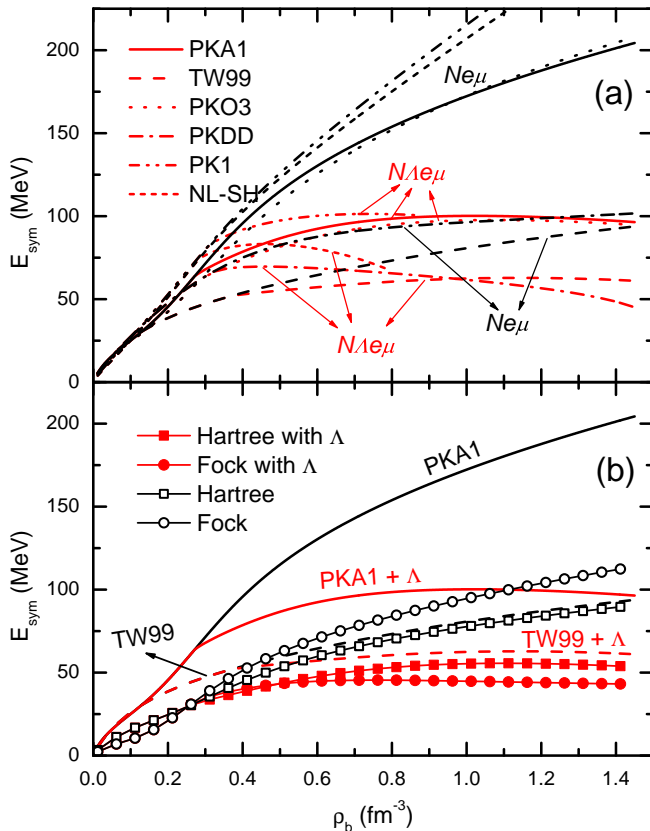 200
150
100
50
0
E_sym (MeV)
PKA1
TW99
PKO3
PKDD
PK1
NL-SH
Neμ
(a)
NΛeμ
NΛeμ
Neμ
200
150
100
50
0
E_sym (MeV)
Hartree with Λ
Fock with Λ
Hartree
Fock
PKA1
(b)
PKA1 + Λ
TW99
TW99 + Λ
0.0 0.2 0.4 0.6 0.8 1.0 1.2 1.4
ρ_b (fm⁻³)